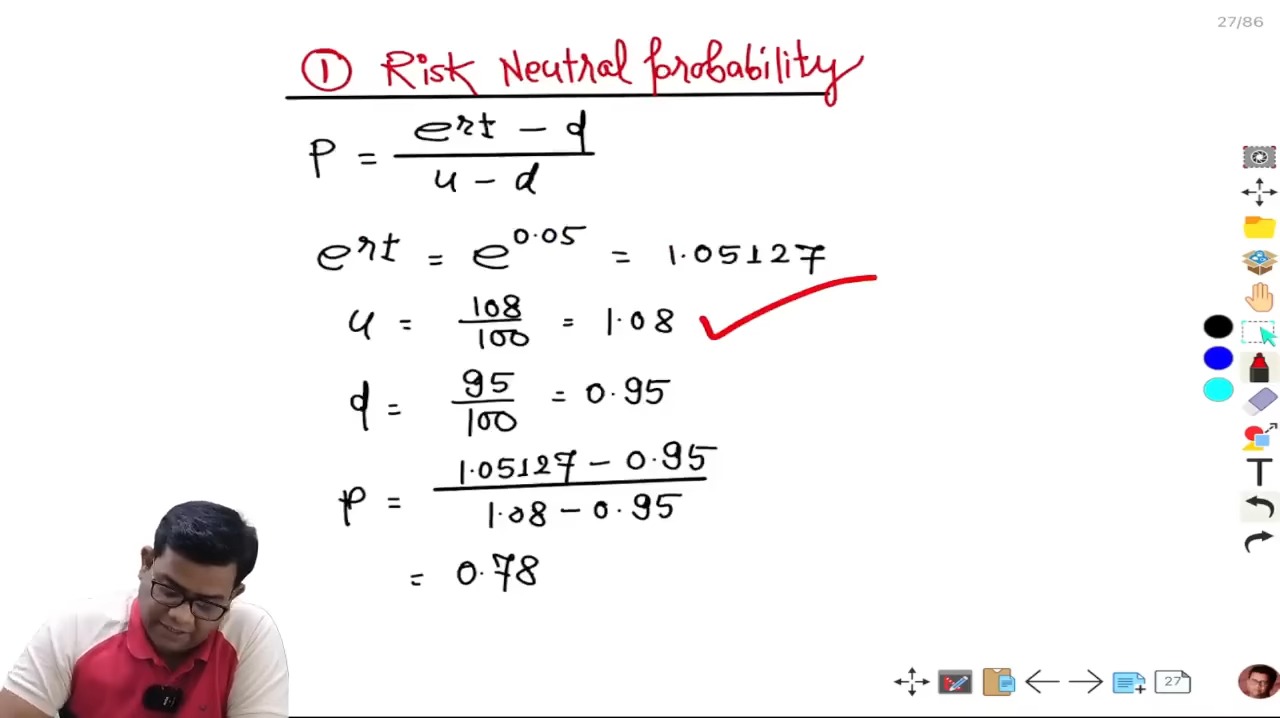 27/86
① Risk Neutral probability
P = (e^rt - d) / (u - d)
e^rt = e^0.05 = 1.05127
u = 108/100 = 1.08
d = 95/100 = 0.95
p = (1.05127 - 0.95) / (1.08 - 0.95)
= 0.78
T
27